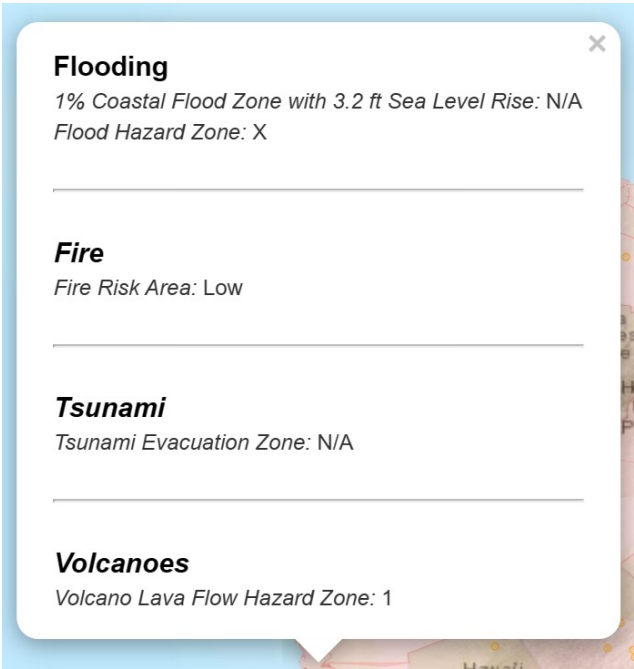 ×
Flooding
1% Coastal Flood Zone with 3.2 ft Sea Level Rise: N/A
Flood Hazard Zone: X
Fire
Fire Risk Area: Low
Tsunami
Tsunami Evacuation Zone: N/A
Volcanoes
Volcano Lava Flow Hazard Zone: 1
Hawai'i